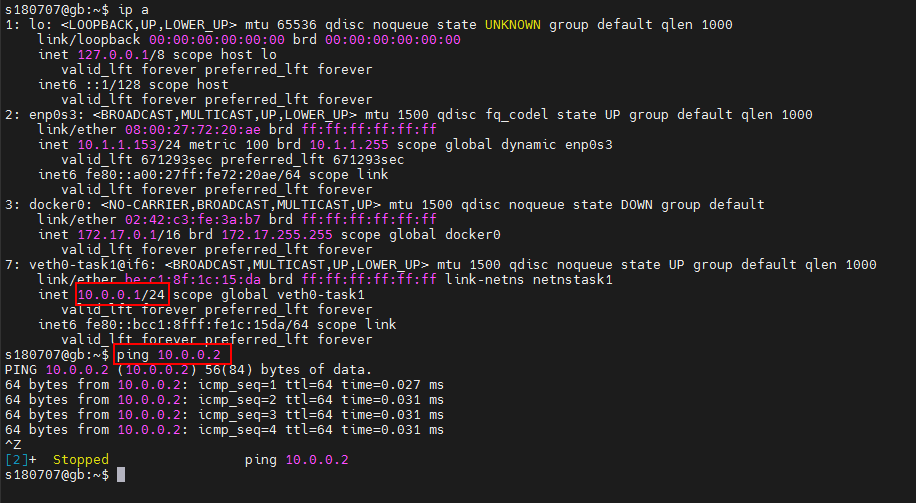 s180707@gb:~$ ip a
1: lo: <LOOPBACK,UP,LOWER_UP> mtu 65536 qdisc noqueue state UNKNOWN group default qlen 1000
    link/loopback 00:00:00:00:00:00 brd 00:00:00:00:00:00
    inet 127.0.0.1/8 scope host lo
       valid_lft forever preferred_lft forever
    inet6 ::1/128 scope host
       valid_lft forever preferred_lft forever
2: enp0s3: <BROADCAST,MULTICAST,UP,LOWER_UP> mtu 1500 qdisc fq_codel state UP group default qlen 1000
    link/ether 08:00:27:72:20:ae brd ff:ff:ff:ff:ff:ff
    inet 10.1.1.153/24 metric 100 brd 10.1.1.255 scope global dynamic enp0s3
       valid_lft 671293sec preferred_lft 671293sec
    inet6 fe80::a00:27ff:fe72:20ae/64 scope link
       valid_lft forever preferred_lft forever
3: docker0: <NO-CARRIER,BROADCAST,MULTICAST,UP> mtu 1500 qdisc noqueue state DOWN group default
    link/ether 02:42:c3:fe:3a:b7 brd ff:ff:ff:ff:ff:ff
    inet 172.17.0.1/16 brd 172.17.255.255 scope global docker0
       valid_lft forever preferred_lft forever
7: veth0-task1@if6: <BROADCAST,MULTICAST,UP,LOWER_UP> mtu 1500 qdisc noqueue state UP group default qlen 1000
    link/ether be:c1:8f:1c:15:da brd ff:ff:ff:ff:ff:ff link-netns netnstask1
    inet 10.0.0.1/24 scope global veth0-task1
       valid_lft forever preferred_lft forever
    inet6 fe80::bcc1:8fff:fe1c:15da/64 scope link
       valid_lft forever preferred_lft forever
s180707@gb:~$ ping 10.0.0.2
PING 10.0.0.2 (10.0.0.2) 56(84) bytes of data.
64 bytes from 10.0.0.2: icmp_seq=1 ttl=64 time=0.027 ms
64 bytes from 10.0.0.2: icmp_seq=2 ttl=64 time=0.031 ms
64 bytes from 10.0.0.2: icmp_seq=3 ttl=64 time=0.031 ms
64 bytes from 10.0.0.2: icmp_seq=4 ttl=64 time=0.031 ms
^Z
[2]+  Stopped                 ping 10.0.0.2
s180707@gb:~$